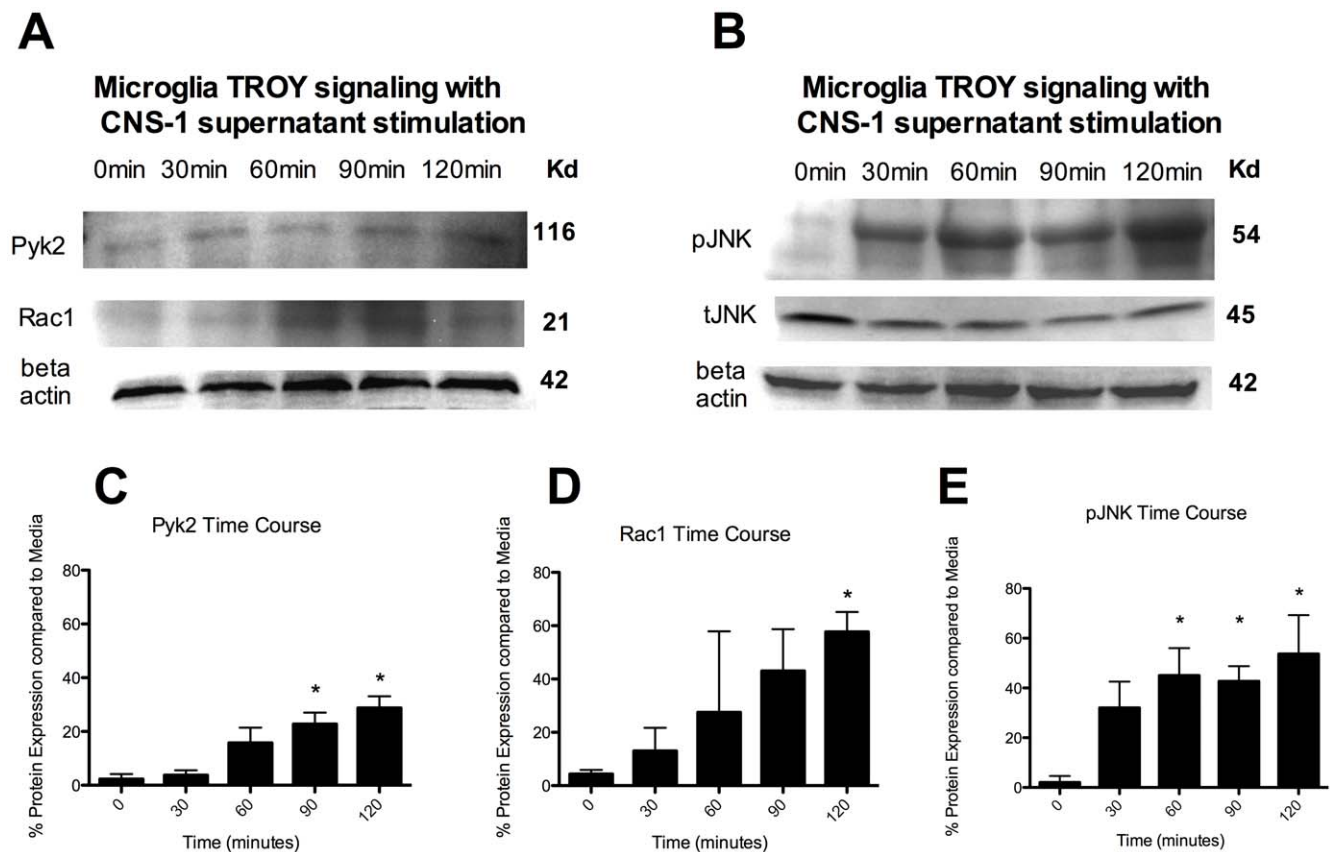 A
Microglia TROY signaling with
CNS-1 supernatant stimulation
0min 30min 60min 90min 120min Kd
Pyk2 116
Rac1 21
beta
actin 42
B
Microglia TROY signaling with
CNS-1 supernatant stimulation
0min 30min 60min 90min 120min Kd
pJNK 54
tJNK 45
beta
actin 42
C
Pyk2 Time Course
% Protein Expression compared to Media
80
60
40
20
0
* *
0 30 60 90 120
Time (minutes)
D
Rac1 Time Course
% Protein Expression compared to Media
80
60
40
20
0
*
0 30 60 90 120
Time (minutes)
E
pJNK Time Course
% Protein Expression compared to Media
80
60
40
20
0
* * *
0 30 60 90 120
Time (minutes)